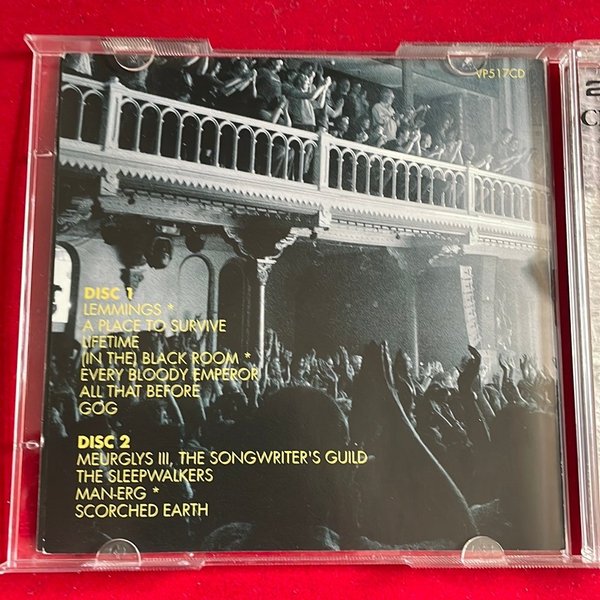 VP517CD
DISC 1
LEMMINGS *
A PLACE TO SURVIVE
LIFETIME
(IN THE) BLACK ROOM *
EVERY BLOODY EMPEROR
ALL THAT BEFORE
GOG
DISC 2
MEURGLYS III, THE SONGWRITER'S GUILD
THE SLEEPWALKERS
MAN-ERG *
SCORCHED EARTH